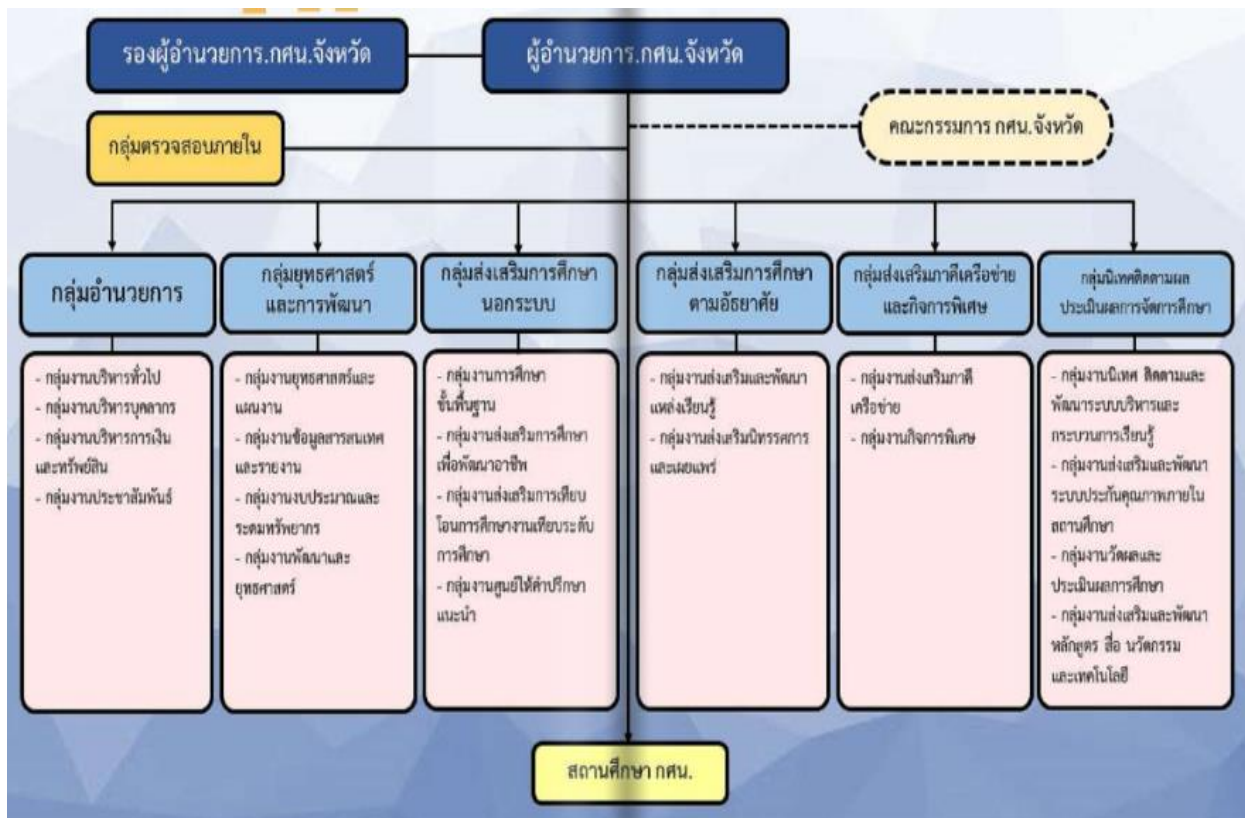 รองผู้อำนวยการ.กศน.จังหวัด
ผู้อำนวยการ.กศน.จังหวัด
คณะกรรมการ กศน.จังหวัด
กลุ่มตรวจสอบภายใน
กลุ่มอำนวยการ
- กลุ่มงานบริหารทั่วไป
- กลุ่มงานบริหารบุคลากร
- กลุ่มงานบริหารการเงิน
และทรัพย์สิน
- กลุ่มงานประชาสัมพันธ์
กลุ่มยุทธศาสตร์
และการพัฒนา
- กลุ่มงานยุทธศาสตร์และ
แผนงาน
- กลุ่มงานข้อมูลสารสนเทศ
และรายงาน
- กลุ่มงานงบประมาณและ
ระดมทรัพยากร
- กลุ่มงานพัฒนาและ
ยุทธศาสตร์
กลุ่มส่งเสริมการศึกษา
นอกระบบ
- กลุ่มงานการศึกษา
ขั้นพื้นฐาน
- กลุ่มงานส่งเสริมการศึกษา
เพื่อพัฒนาอาชีพ
- กลุ่มงานส่งเสริมการเทียบ
โอนการศึกษางานเทียบระดับ
การศึกษา
- กลุ่มงานศูนย์ให้คำปรึกษา
แนะนำ
กลุ่มส่งเสริมการศึกษา
ตามอัธยาศัย
- กลุ่มงานส่งเสริมและพัฒนา
แหล่งเรียนรู้
- กลุ่มงานส่งเสริมนิทรรศการ
และเผยแพร่
กลุ่มส่งเสริมภาคีเครือข่าย
และกิจการพิเศษ
- กลุ่มงานส่งเสริมภาคี
เครือข่าย
- กลุ่มงานกิจการพิเศษ
กลุ่มนิเทศติดตามผล
ประเมินผลการจัดการศึกษา
- กลุ่มงานนิเทศ ติดตามและ
พัฒนาระบบบริหารและ
กระบวนการเรียนรู้
- กลุ่มงานส่งเสริมและพัฒนา
ระบบประกันคุณภาพภายใน
สถานศึกษา
- กลุ่มงานวัดผลและ
ประเมินผลการศึกษา
- กลุ่มงานส่งเสริมและพัฒนา
หลักสูตร สื่อ นวัตกรรม
และเทคโนโลยี
สถานศึกษา กศน.